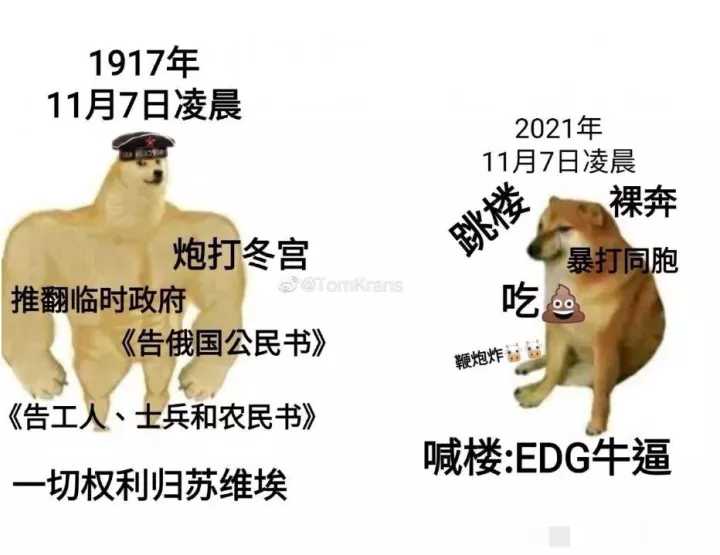 1917年
11月7日凌晨
炮打冬宫
@TomKrans
推翻临时政府
《告俄国公民书》
《告工人、士兵和农民书》
一切权利归苏维埃
2021年
11月7日凌晨
跳楼
裸奔
暴打同胞
吃💩
鞭炮炸🐮🐮
喊楼:EDG牛逼